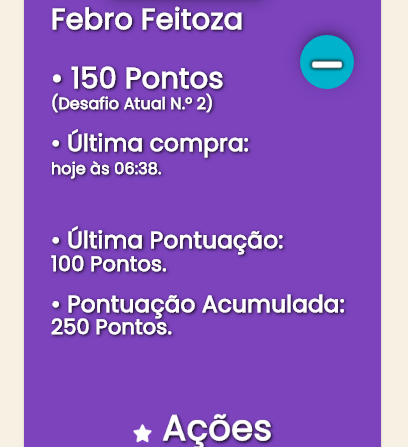 Febro Feitoza
• 150 Pontos
(Desafio Atual N.º 2)
• Última compra:
hoje às 06:38.
• Última Pontuação:
100 Pontos.
• Pontuação Acumulada:
250 Pontos.
Ações